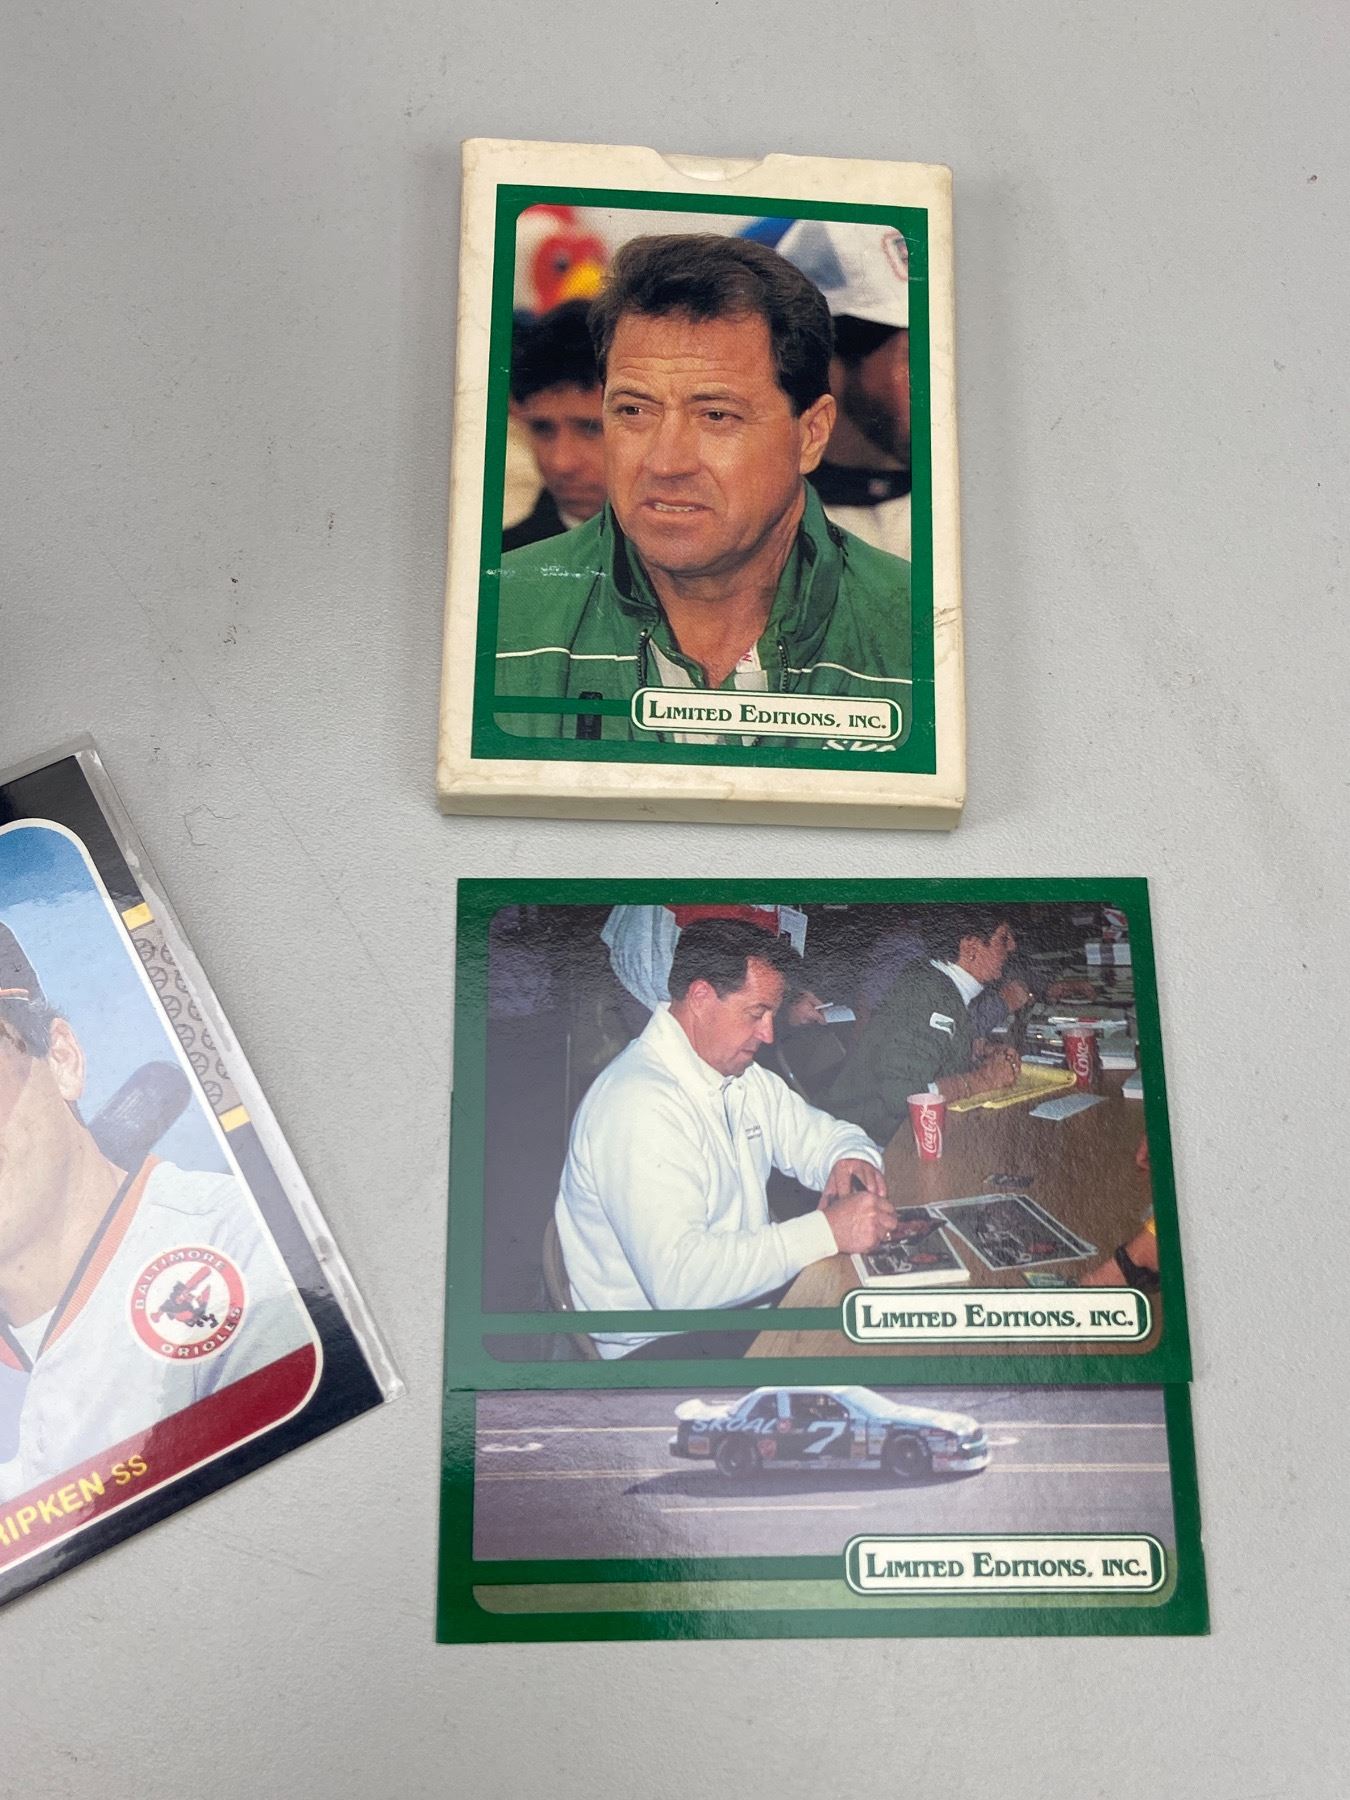 LIMITED EDITIONS, INC.
Coke
Coca-Cola
LIMITED EDITIONS, INC.
SKOAL 7
LIMITED EDITIONS, INC.
BALTIMORE
ORIOLES
RIPKEN SS